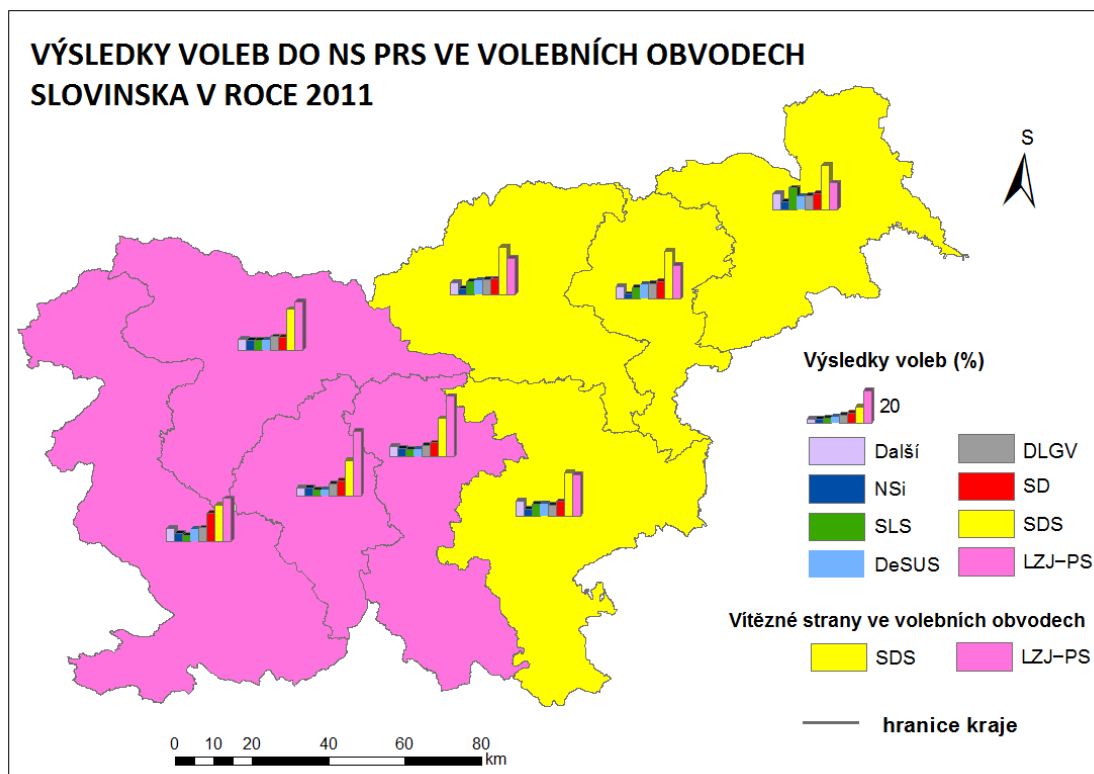 VÝSLEDKY VOLEB DO NS PRS VE VOLEBNÍCH OBVODECH
SLOVINSKA V ROCE 2011
S
Výsledky voleb (%)
20
Další
DLGV
NSi
SD
SLS
SDS
DeSUS
LZJ–PS
Vítězné strany ve volebních obvodech
SDS
LZJ–PS
hranice kraje
0 10 20 40 60 80
km